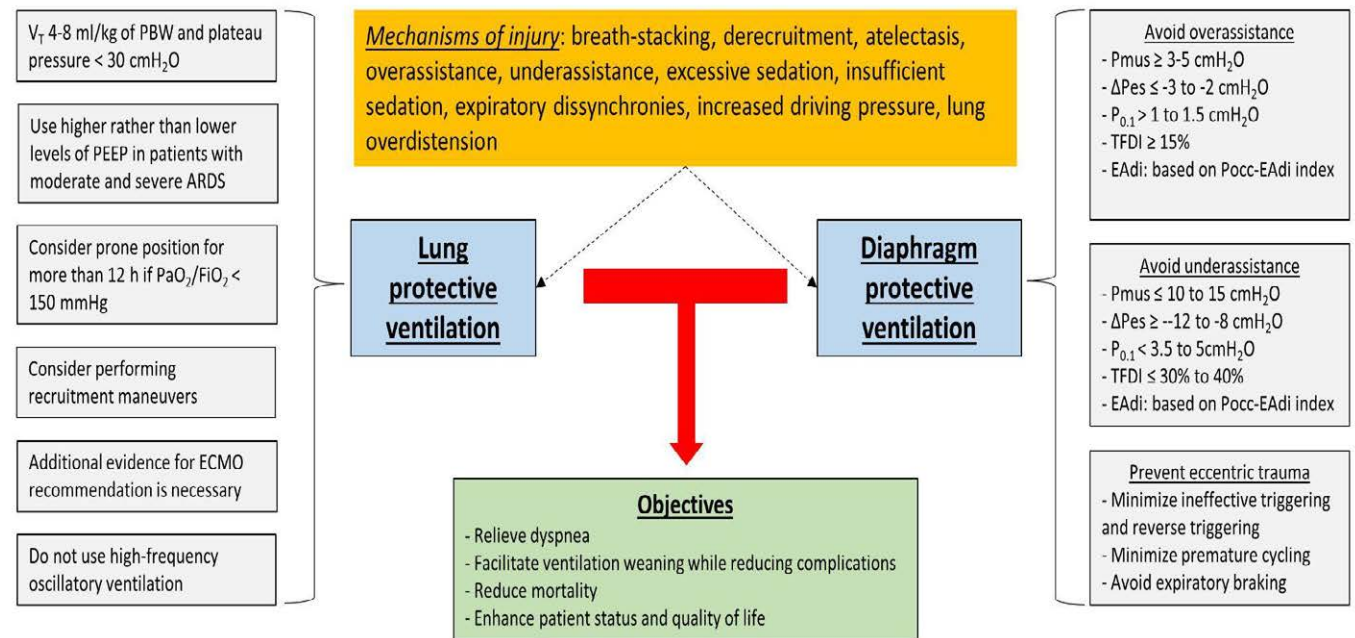 V_T 4-8 ml/kg of PBW and plateau
pressure < 30 cmH₂O
Use higher rather than lower
levels of PEEP in patients with
moderate and severe ARDS
Consider prone position for
more than 12 h if PaO₂/FiO₂ <
150 mmHg
Consider performing
recruitment maneuvers
Additional evidence for ECMO
recommendation is necessary
Do not use high-frequency
oscillatory ventilation
Mechanisms of injury: breath-stacking, derecruitment, atelectasis,
overassistance, underassistance, excessive sedation, insufficient
sedation, expiratory dissynchronies, increased driving pressure, lung
overdistension
Lung
protective
ventilation
Diaphragm
protective
ventilation
Objectives
- Relieve dyspnea
- Facilitate ventilation weaning while reducing complications
- Reduce mortality
- Enhance patient status and quality of life
Avoid overassistance
- Pmus ≥ 3-5 cmH₂O
- ΔPes ≤ -3 to -2 cmH₂O
- P₀.₁ > 1 to 1.5 cmH₂O
- TFDI ≥ 15%
- EAdi: based on Pocc-EAdi index
Avoid underassistance
- Pmus ≤ 10 to 15 cmH₂O
- ΔPes ≥ --12 to -8 cmH₂O
- P₀.₁ < 3.5 to 5cmH₂O
- TFDI ≤ 30% to 40%
- EAdi: based on Pocc-EAdi index
Prevent eccentric trauma
- Minimize ineffective triggering
and reverse triggering
- Minimize premature cycling
- Avoid expiratory braking